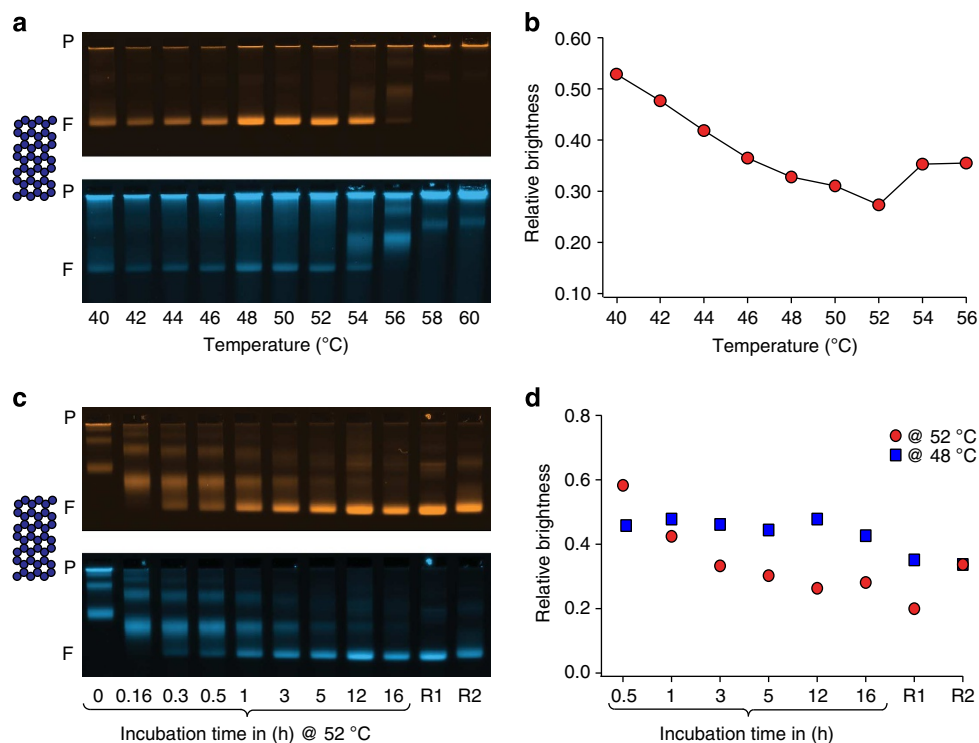 a
P
F
P
F
40 42 44 46 48 50 52 54 56 58 60
Temperature (°C)
b
0.60
0.50
0.40
0.30
0.20
0.10
Relative brightness
40 42 44 46 48 50 52 54 56
Temperature (°C)
c
P
F
P
F
0 0.16 0.3 0.5 1 3 5 12 16 R1 R2
Incubation time in (h) @ 52 °C
d
0.8
0.6
0.4
0.2
0.0
Relative brightness
@ 52 °C
@ 48 °C
0.5 1 3 5 12 16 R1 R2
Incubation time in (h)